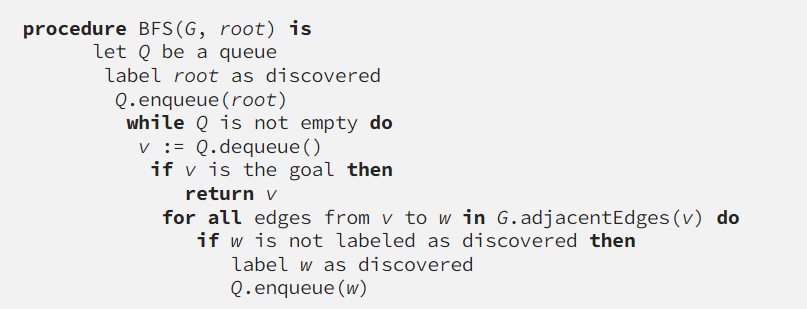 procedure BFS(G, root) is
let Q be a queue
label root as discovered
Q.enqueue(root)
while Q is not empty do
v := Q.dequeue()
if v is the goal then
return v
for all edges from v to w in G.adjacentEdges(v) do
if w is not labeled as discovered then
label w as discovered
Q.enqueue(w)